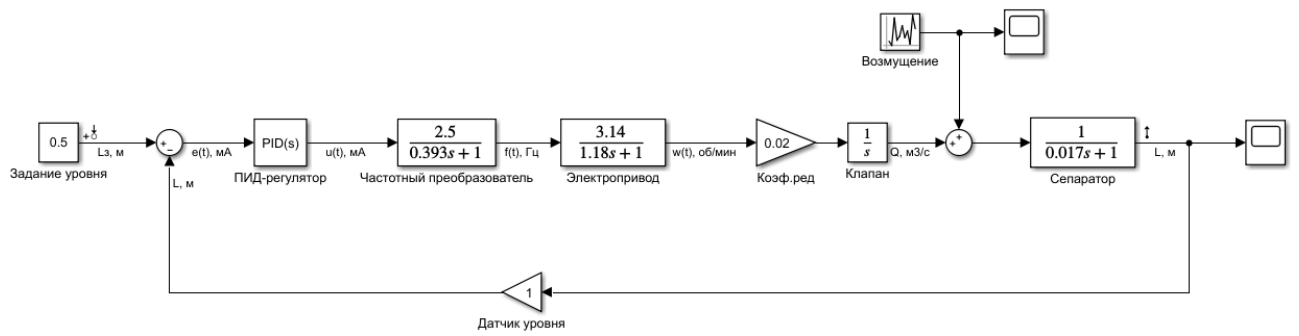 Возмущение
0.5
Задание уровня
Lз, м
+
−
e(t), мА
L, м
PID(s)
ПИД-регулятор
u(t), мА
2.5
0.393s + 1
Частотный преобразователь
f(t), Гц
3.14
1.18s + 1
Электропривод
w(t), об/мин
0.02
Коэф.ред
1
s
Клапан
Q, м3/с
+
+
1
0.017s + 1
Сепаратор
L, м
1
Датчик уровня